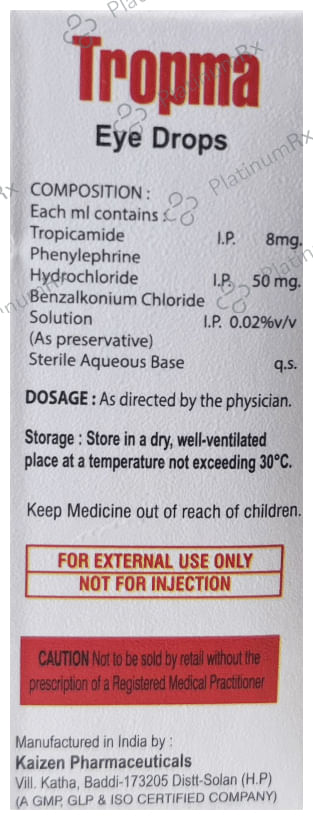 Tropma
Eye Drops
COMPOSITION :
Each ml contains :
Tropicamide I.P. 8mg.
Phenylephrine
Hydrochloride I.P. 50 mg.
Benzalkonium Chloride
Solution I.P. 0.02%v/v
(As preservative)
Sterile Aqueous Base q.s.
DOSAGE : As directed by the physician.
Storage : Store in a dry, well-ventilated
place at a temperature not exceeding 30°C.
Keep Medicine out of reach of children.
FOR EXTERNAL USE ONLY
NOT FOR INJECTION
CAUTION Not to be sold by retail without the
prescription of a Registered Medical Practitioner
Manufactured in India by :
Kaizen Pharmaceuticals
Vill. Katha, Baddi-173205 Distt-Solan (H.P)
(A GMP, GLP & ISO CERTIFIED COMPANY)
PlatinumRx
PlatinumRx
PlatinumRx